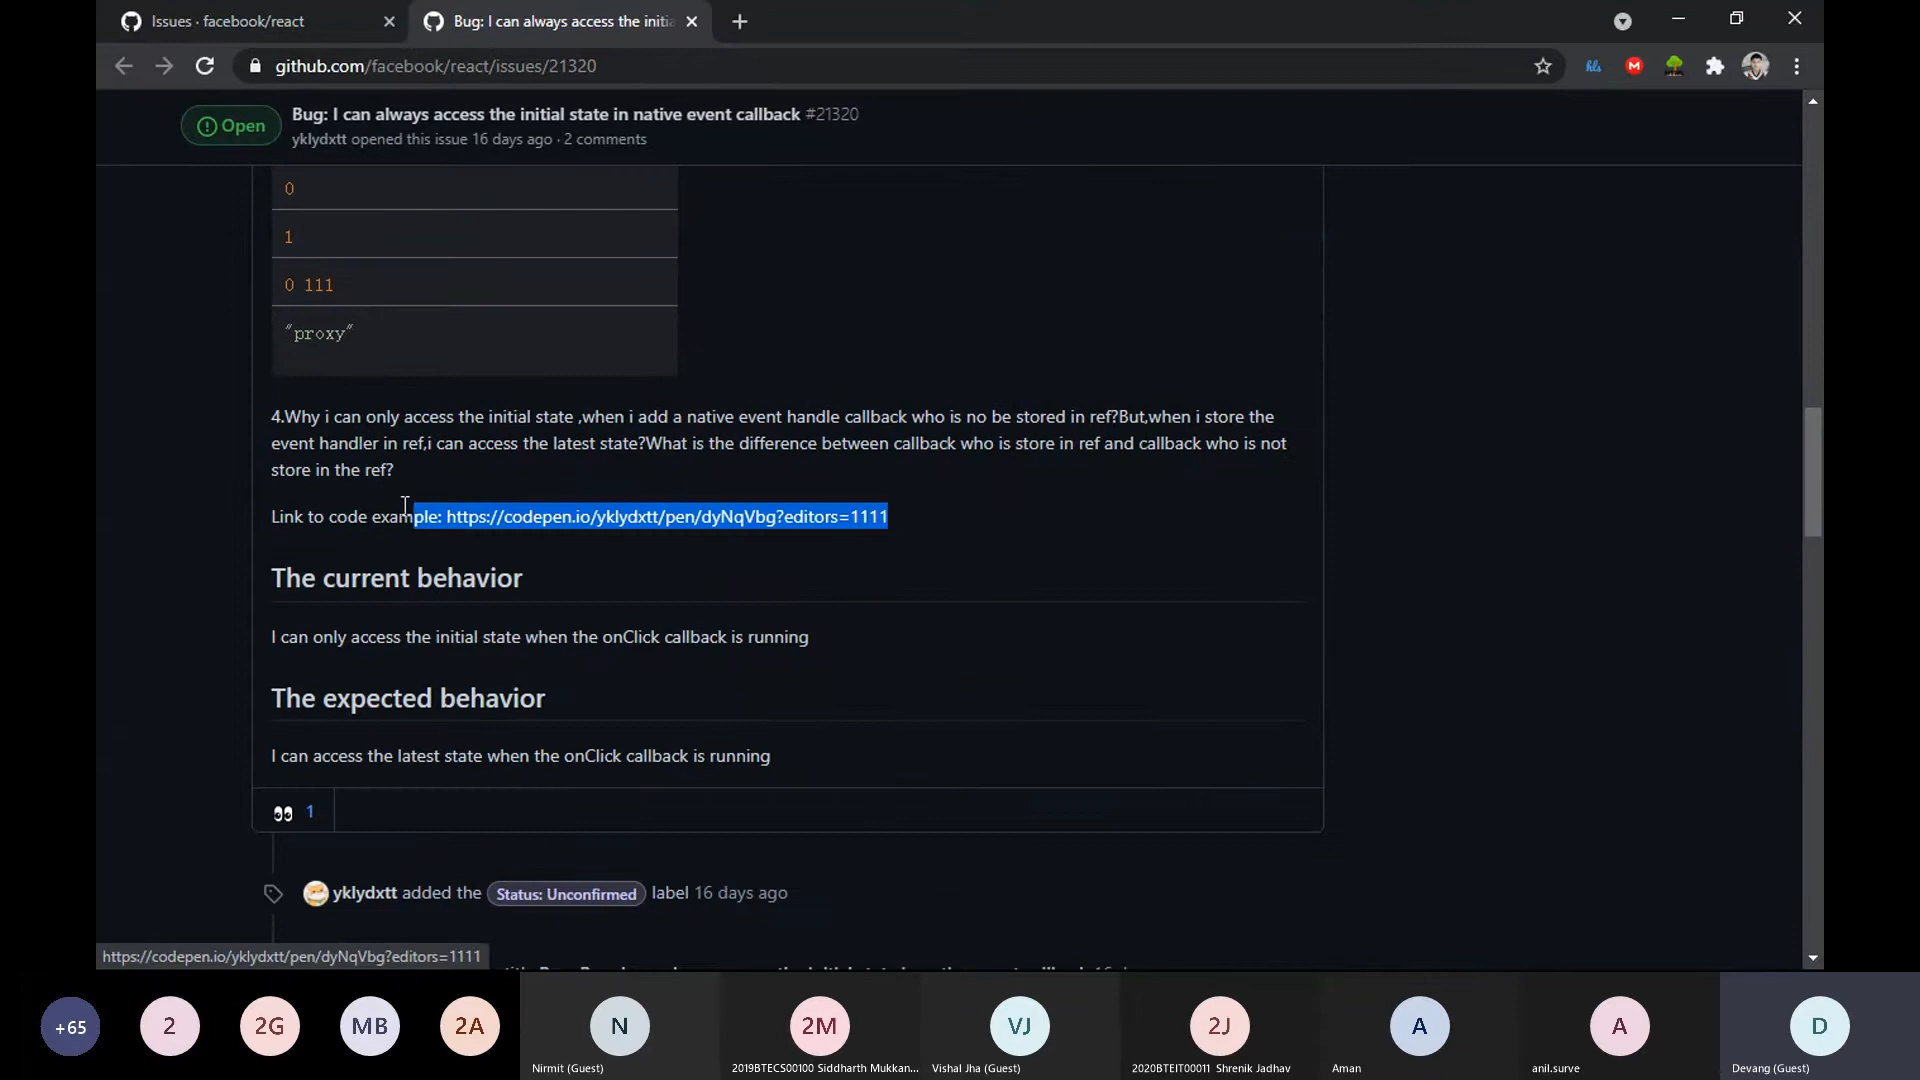 Issues · facebook/react
Bug: I can always access the initia
github.com/facebook/react/issues/21320
Open
Bug: I can always access the initial state in native event callback #21320
yklydxtt opened this issue 16 days ago · 2 comments
0
1
0 111
"proxy"
4.Why i can only access the initial state ,when i add a native event handle callback who is no be stored in ref?But,when i store the
event handler in ref,i can access the latest state?What is the difference between callback who is store in ref and callback who is not
store in the ref?
Link to code example: https://codepen.io/yklydxtt/pen/dyNqVbg?editors=1111
The current behavior
I can only access the initial state when the onClick callback is running
The expected behavior
I can access the latest state when the onClick callback is running
1
yklydxtt added the Status: Unconfirmed label 16 days ago
https://codepen.io/yklydxtt/pen/dyNqVbg?editors=1111
+65
2
2G
MB
2A
N
2M
VJ
2J
A
A
D
Nirmit (Guest)
2019BTECS00100 Siddharth Mukkan...
Vishal Jha (Guest)
2020BTEIT00011 Shrenik Jadhav
Aman
anil.surve
Devang (Guest)